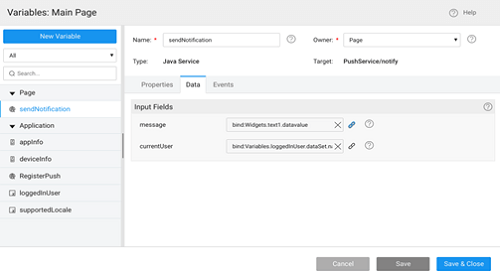 Variables: Main Page
Help
New Variable
All
Search...
Page
sendNotification
Application
appInfo
deviceInfo
RegisterPush
loggedInUser
supportedLocale
Name: * sendNotification
Owner: * Page
Type: Java Service
Target: PushService/notify
Properties Data Events
Input Fields
message bind:Widgets.text1.datavalue
currentUser bind:Variables.loggedInUser.dataSet.na
Cancel Save Save & Close